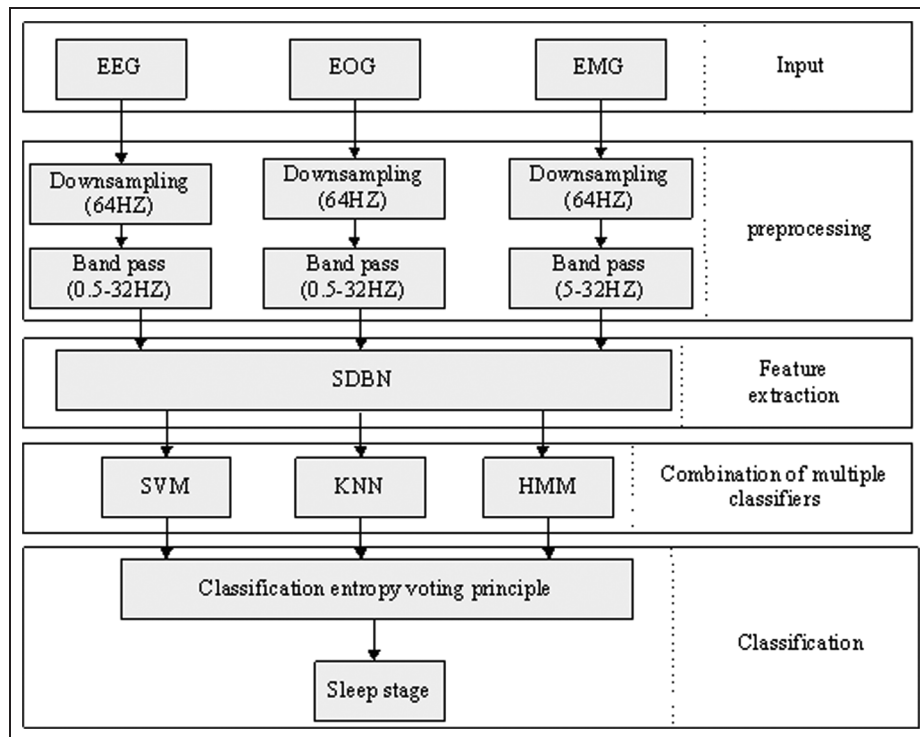 EEG
EOG
EMG
Input
Downsampling
(64HZ)
Downsampling
(64HZ)
Downsampling
(64HZ)
preprocessing
Band pass
(0.5-32HZ)
Band pass
(0.5-32HZ)
Band pass
(5-32HZ)
SDBN
Feature
extraction
SVM
KNN
HMM
Combination of multiple
classifiers
Classification entropy voting principle
Classification
Sleep stage